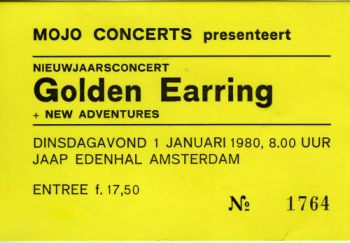 MOJO CONCERTS presenteert
NIEUWJAARSCONCERT
Golden Earring
+ NEW ADVENTURES
DINSDAGAVOND 1 JANUARI 1980, 8.00 UUR
JAAP EDENHAL AMSTERDAM
ENTREE f. 17,50
№ 1764